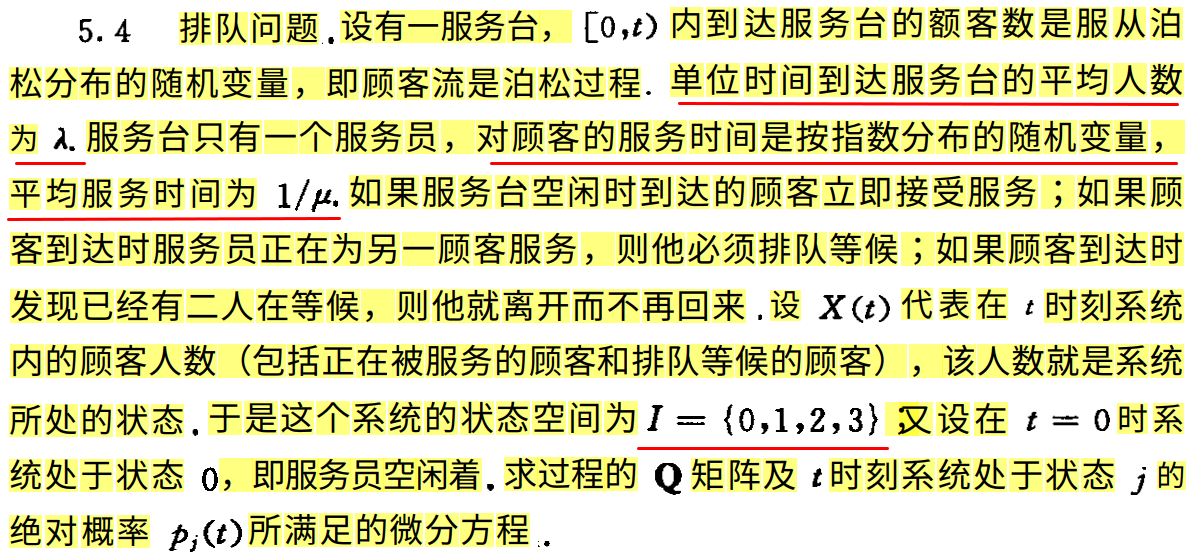 5.4 排队问题.设有一服务台，[0,t)内到达服务台的额客数是服从泊
松分布的随机变量，即顾客流是泊松过程.单位时间到达服务台的平均人数
为 λ.服务台只有一个服务员，对顾客的服务时间是按指数分布的随机变量，
平均服务时间为 1/μ.如果服务台空闲时到达的顾客立即接受服务；如果顾
客到达时服务员正在为另一顾客服务，则他必须排队等候；如果顾客到达时
发现已经有二人在等候，则他就离开而不再回来.设 X(t)代表在 t 时刻系统
内的顾客人数（包括正在被服务的顾客和排队等候的顾客），该人数就是系统
所处的状态.于是这个系统的状态空间为 I = {0,1,2,3}；又设在 t = 0时系
统处于状态 0，即服务员空闲着.求过程的 Q 矩阵及 t 时刻系统处于状态 j 的
绝对概率 pj(t)所满足的微分方程.